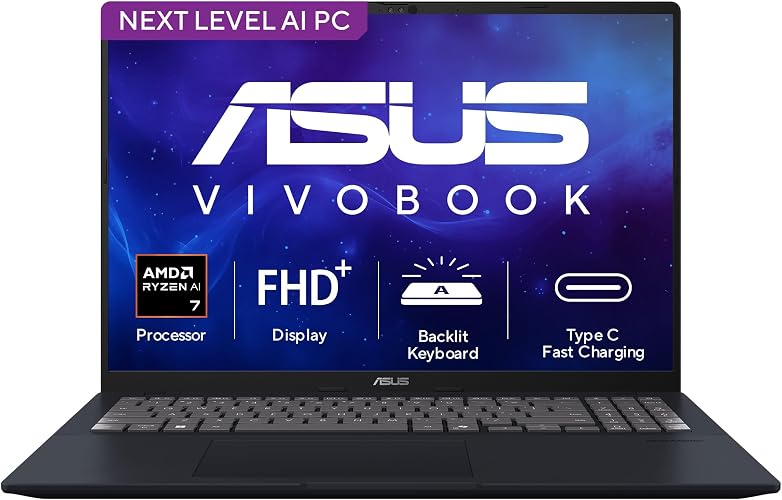 NEXT LEVEL AI PC
ASUS
VIVOBOOK
AMD
RYZEN AI
7
Processor
FHD+
Display
A
Backlit
Keyboard
Type C
Fast Charging
ASUS